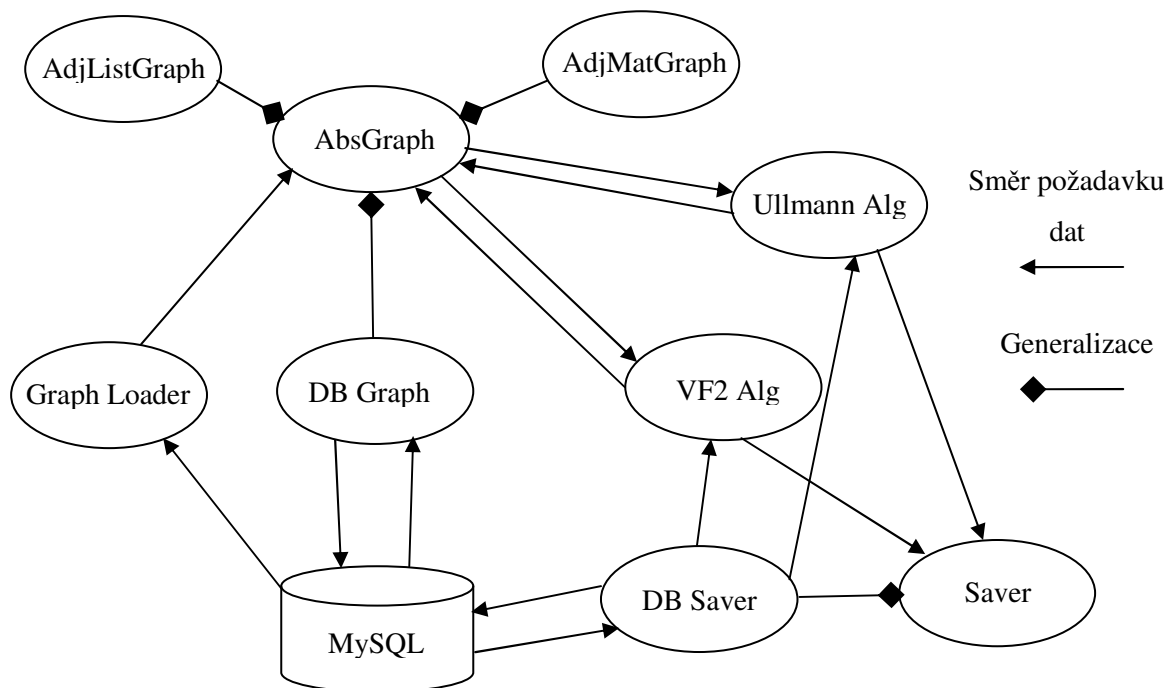 AdjListGraph
AdjMatGraph
AbsGraph
Ullmann Alg
Směr požadavku
dat
Generalizace
Graph Loader
DB Graph
VF2 Alg
DB Saver
Saver
MySQL